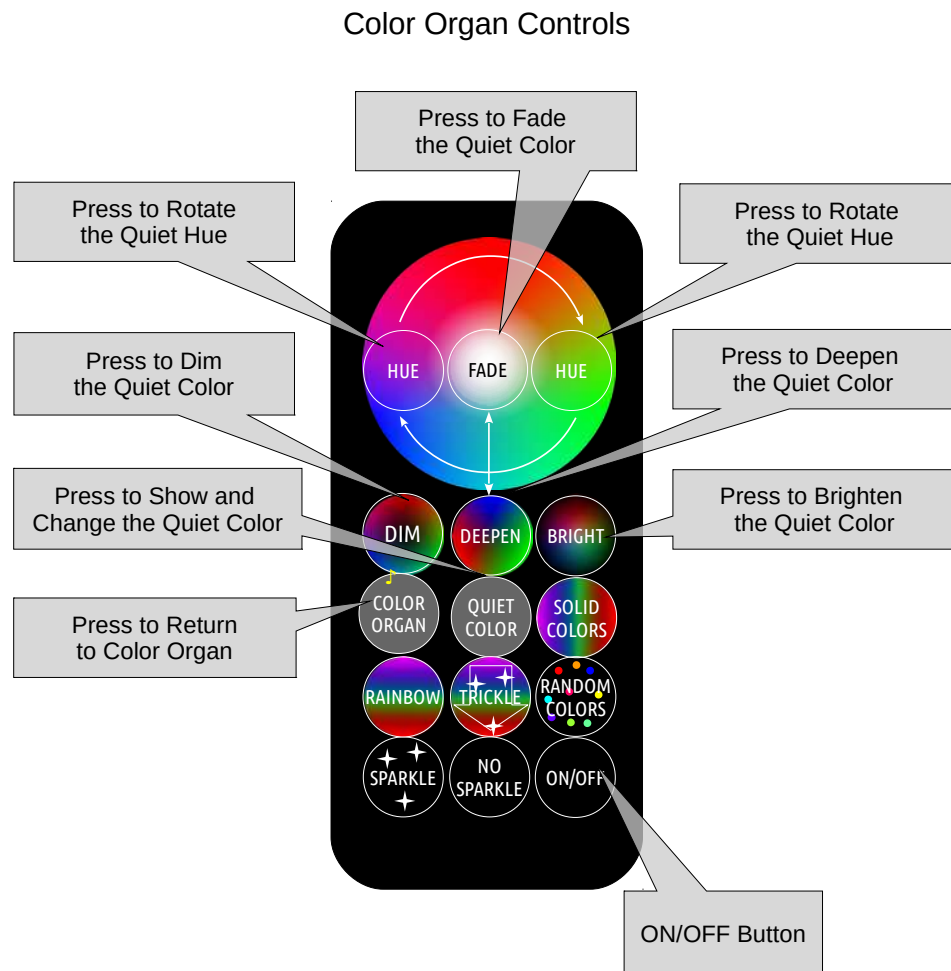 Color Organ Controls
Press to Fade
the Quiet Color
Press to Rotate
the Quiet Hue
Press to Rotate
the Quiet Hue
Press to Dim
the Quiet Color
Press to Deepen
the Quiet Color
Press to Show and
Change the Quiet Color
Press to Brighten
the Quiet Color
Press to Return
to Color Organ
HUE
FADE
HUE
DIM
DEEPEN
BRIGHT
COLOR
ORGAN
QUIET
COLOR
SOLID
COLORS
RAINBOW
TRICKLE
RANDOM
COLORS
SPARKLE
NO
SPARKLE
ON/OFF
ON/OFF Button